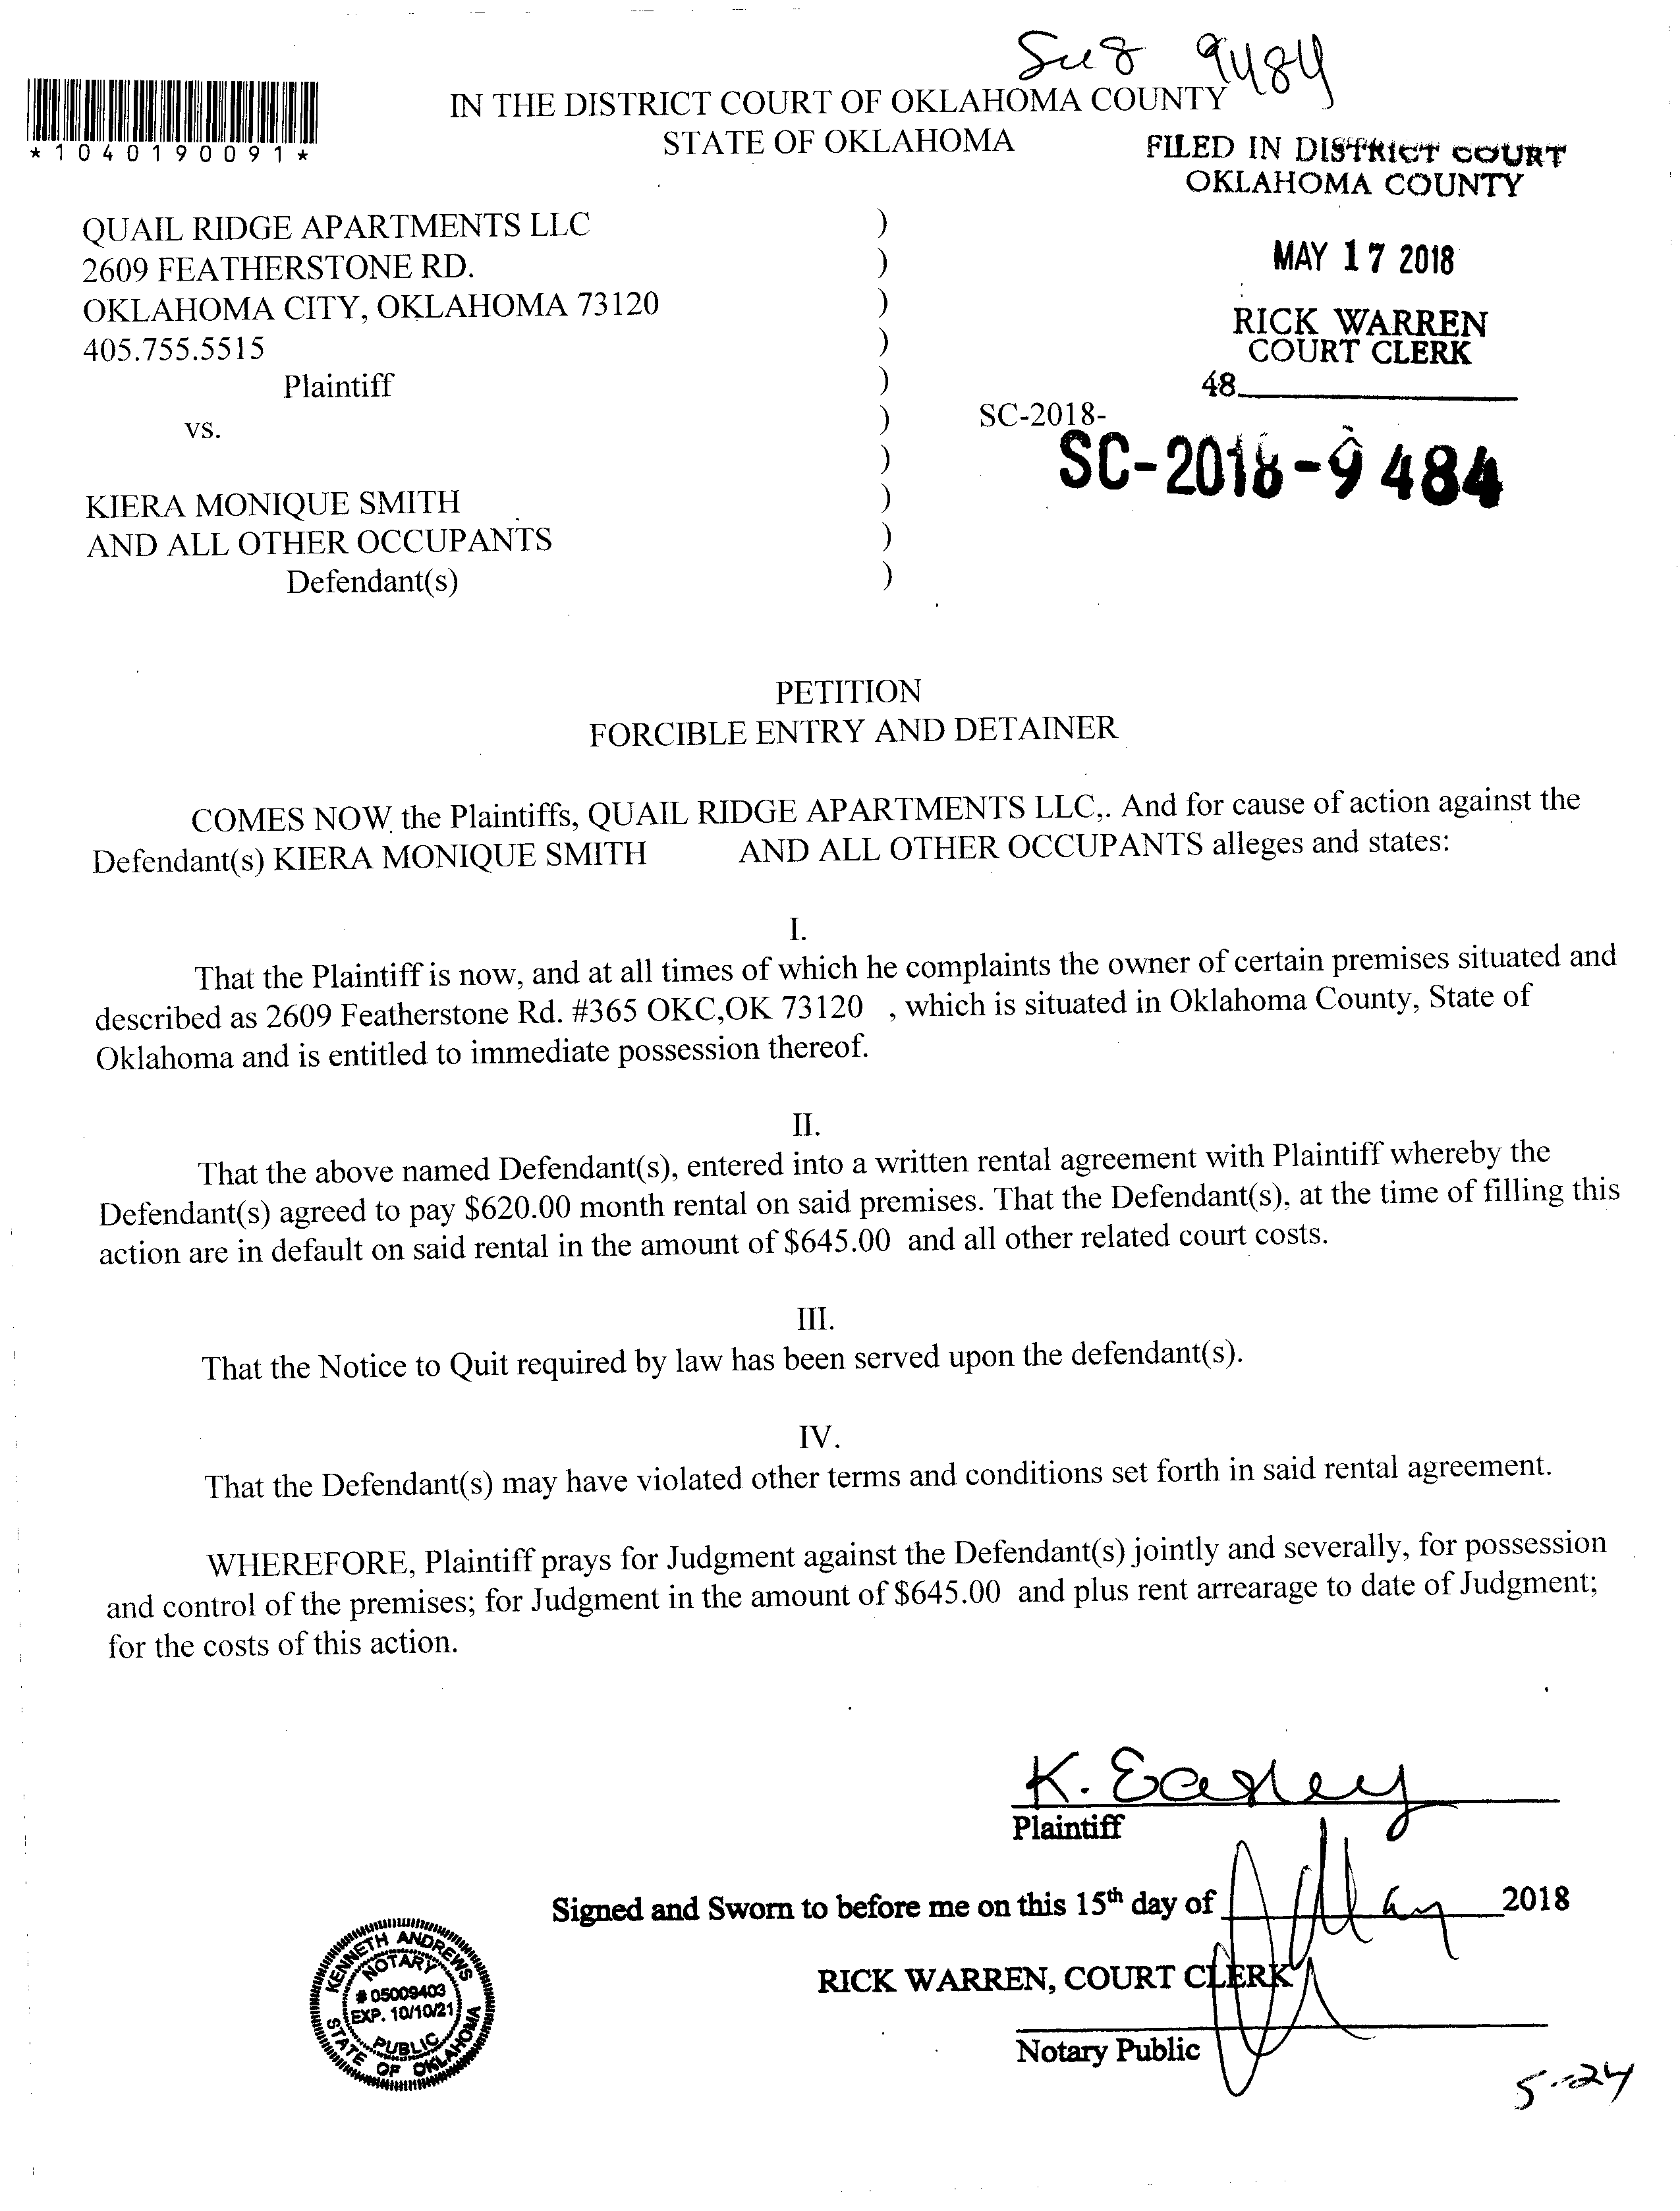 Su8 9484
IN THE DISTRICT COURT OF OKLAHOMA COUNTY
STATE OF OKLAHOMA
*1040190091*
FILED IN DISTRICT COURT
OKLAHOMA COUNTY
MAY 17 2018
RICK WARREN
COURT CLERK
48
QUAIL RIDGE APARTMENTS LLC )
2609 FEATHERSTONE RD. )
OKLAHOMA CITY, OKLAHOMA 73120 )
405.755.5515 )
Plaintiff )
vs. ) SC-2018-
) SC-2018-9484
KIERA MONIQUE SMITH )
AND ALL OTHER OCCUPANTS )
Defendant(s) )
PETITION
FORCIBLE ENTRY AND DETAINER
COMES NOW the Plaintiffs, QUAIL RIDGE APARTMENTS LLC,. And for cause of action against the
Defendant(s) KIERA MONIQUE SMITH AND ALL OTHER OCCUPANTS alleges and states:
I.
That the Plaintiff is now, and at all times of which he complaints the owner of certain premises situated and
described as 2609 Featherstone Rd. #365 OKC,OK 73120 , which is situated in Oklahoma County, State of
Oklahoma and is entitled to immediate possession thereof.
II.
That the above named Defendant(s), entered into a written rental agreement with Plaintiff whereby the
Defendant(s) agreed to pay $620.00 month rental on said premises. That the Defendant(s), at the time of filling this
action are in default on said rental in the amount of $645.00 and all other related court costs.
III.
That the Notice to Quit required by law has been served upon the defendant(s).
IV.
That the Defendant(s) may have violated other terms and conditions set forth in said rental agreement.
WHEREFORE, Plaintiff prays for Judgment against the Defendant(s) jointly and severally, for possession
and control of the premises; for Judgment in the amount of $645.00 and plus rent arrearage to date of Judgment;
for the costs of this action.
K. Easley
Plaintiff
Signed and Sworn to before me on this 15th day of May 2018
RICK WARREN, COURT CLERK
Notary Public
KENNETH ANDREWS
NOTARY
# 05009403
EXP. 10/10/21
PUBLIC
STATE OF OKLAHOMA
5-24